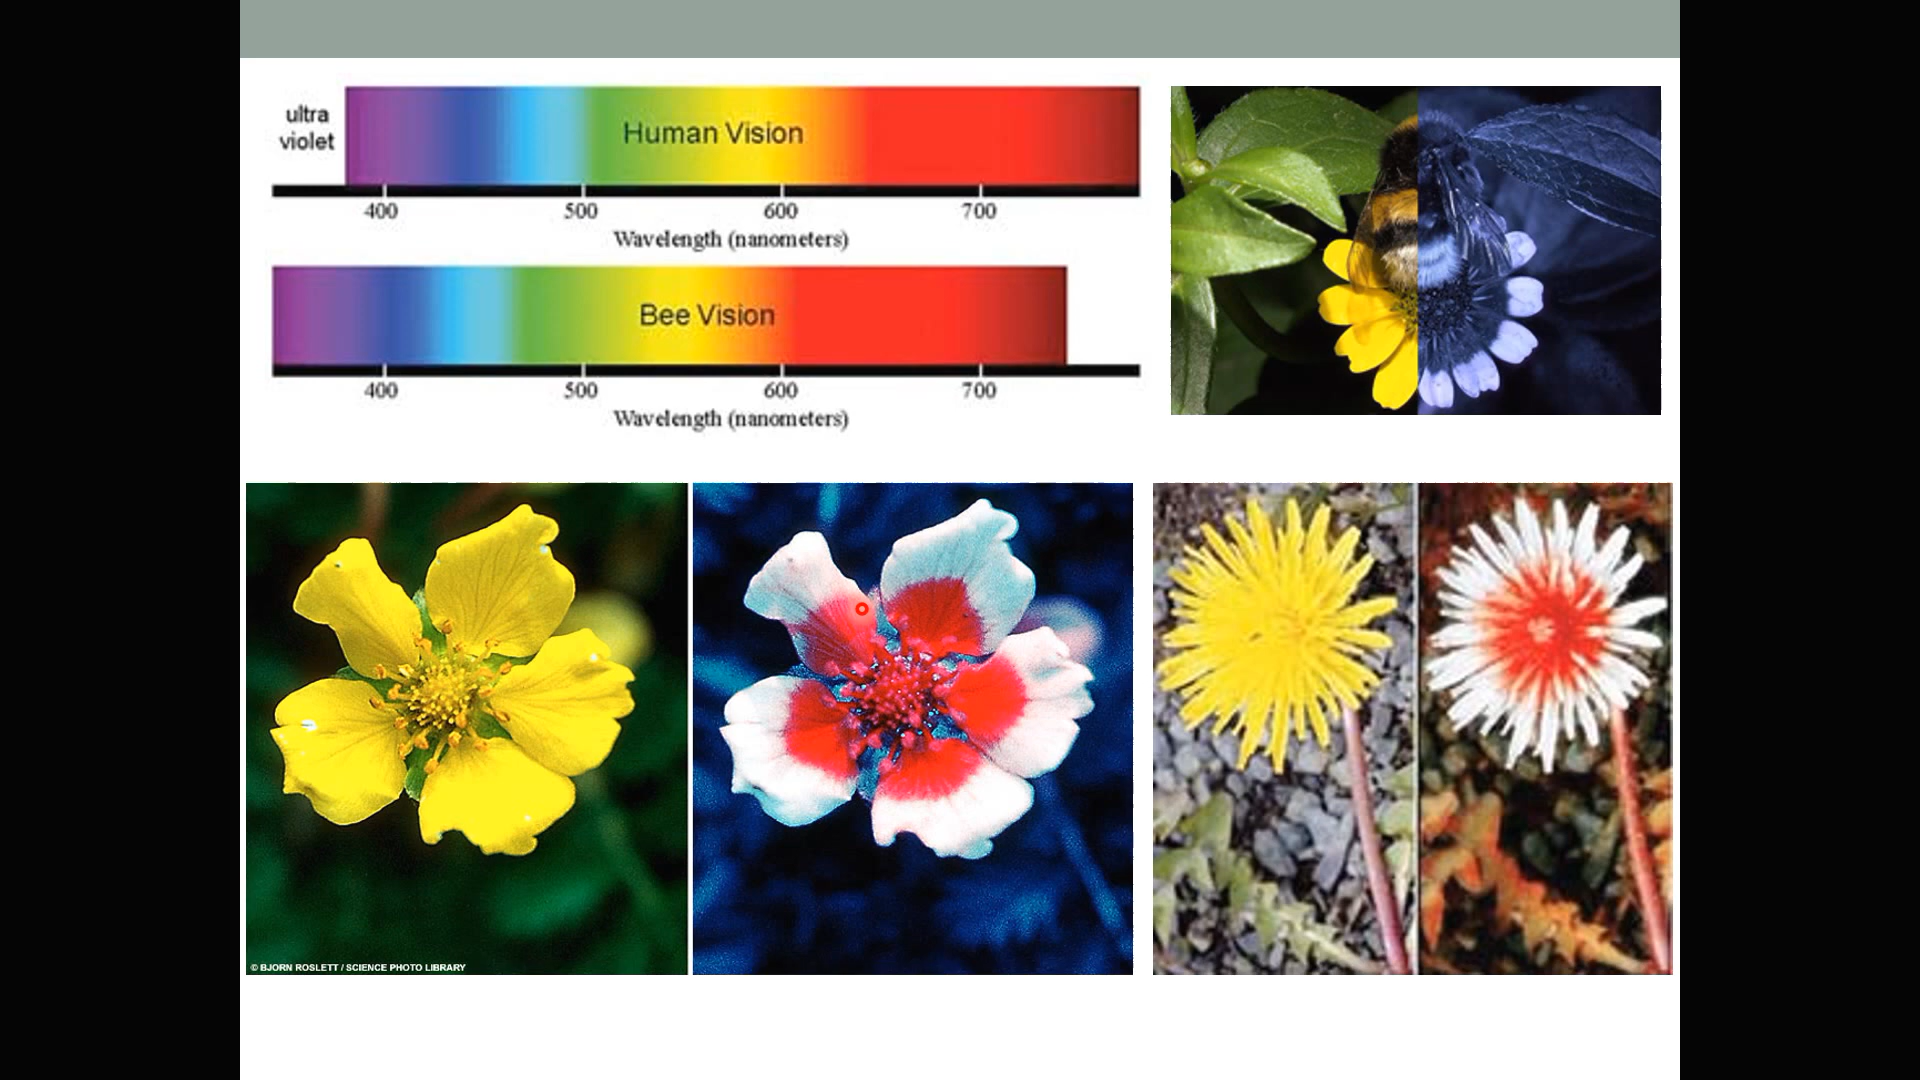 ultra
violet
Human Vision
400 500 600 700
Wavelength (nanometers)
Bee Vision
400 500 600 700
Wavelength (nanometers)
© BJORN ROSLETT / SCIENCE PHOTO LIBRARY